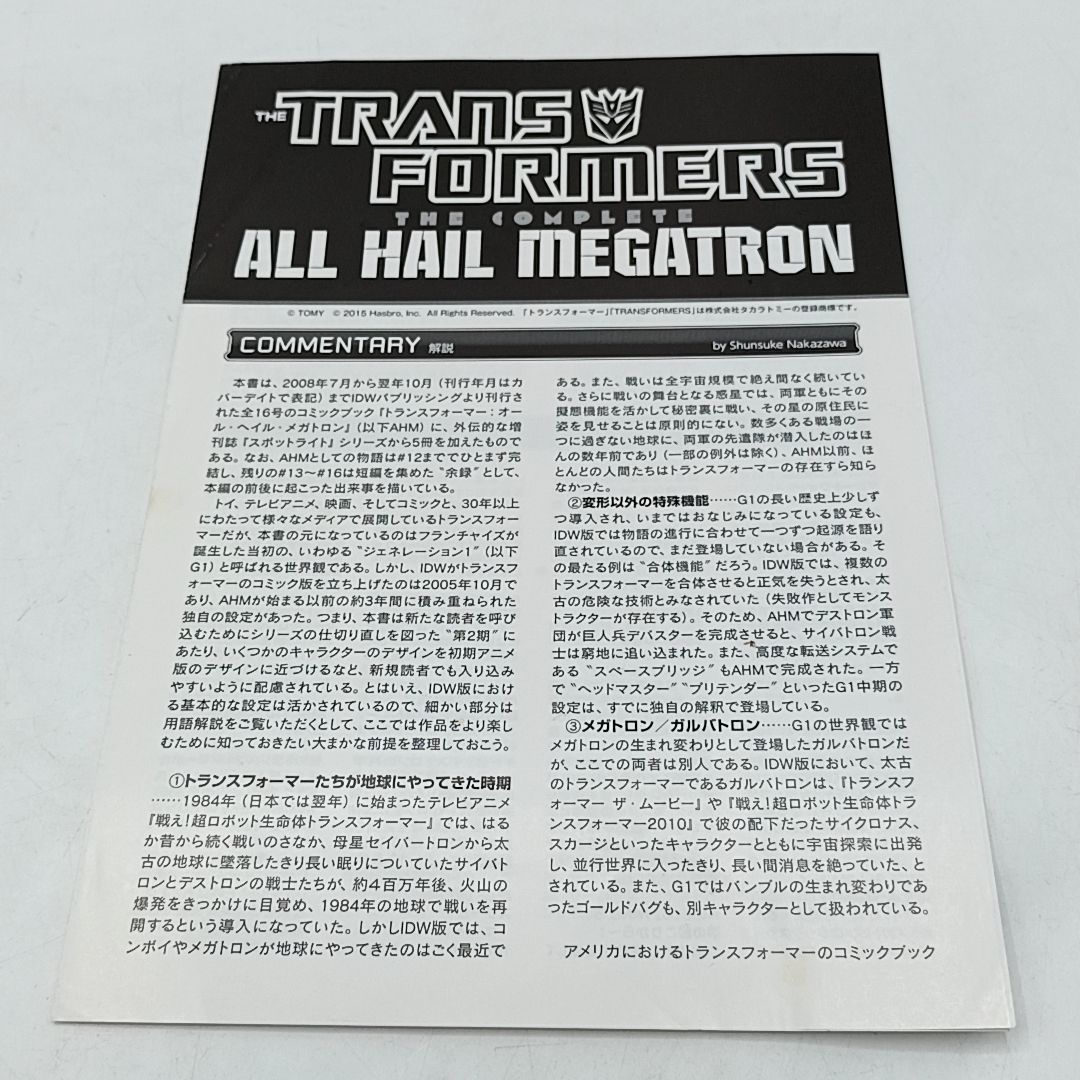 THE TRANS
FORMERS
THE COMPLETE
ALL HAIL MEGATRON
© TOMY © 2015 Hasbro, Inc. All Rights Reserved. 「トランスフォーマー」「TRANSFORMERS」は株式会社タカラトミーの登録商標です。
COMMENTARY 解説 by Shunsuke Nakazawa
本書は、2008年7月から翌年10月（刊行年月はカ
バーデイトで表記）までIDWパブリッシングより刊行さ
れた全16号のコミックブック『トランスフォーマー：オー
ル・ヘイル・メガトロン』（以下AHM）に、外伝的な増
刊誌『スポットライト』シリーズから5冊を加えたもので
ある。なお、AHMとしての物語は#12まででひとまず完
結し、残りの#13〜#16は短編を集めた“余録”として、
本編の前後に起こった出来事を描いている。
トイ、テレビアニメ、映画、そしてコミックと、30年以上
にわたって様々なメディアで展開しているトランスフォー
マーだが、本書の元になっているのはフランチャイズが
誕生した当初の、いわゆる“ジェネレーション1”（以下
G1）と呼ばれる世界観である。しかし、IDWがトランスフ
ォーマーのコミック版を立ち上げたのは2005年10月で
あり、AHMが始まる以前の約3年間に積み重ねられた
独自の設定があった。つまり、本書は新たな読者を呼び
込むためにシリーズの仕切り直しを図った“第2期”に
あたり、いくつかのキャラクターのデザインを初期アニメ
版のデザインに近づけるなど、新規読者でも入り込み
やすいように配慮されている。とはいえ、IDW版におけ
る基本的な設定は活かされているので、細かい部分は
用語解説をご覧いただくとして、ここでは作品をより楽し
むために知っておきたい大まかな前提を整理しておこう。
①トランスフォーマーたちが地球にやってきた時期
……1984年（日本では翌年）に始まったテレビアニメ
『戦え！超ロボット生命体トランスフォーマー』では、はる
か昔から続く戦いのさなか、母星セイバートロンから太
古の地球に墜落したきり長い眠りについていたサイバト
ロンとデストロンの戦士たちが、約4百万年後、火山の
爆発をきっかけに目覚め、1984年の地球で戦いを再
開するという導入になっていた。しかしIDW版では、コ
ンボイやメガトロンが地球にやってきたのはごく最近で
ある。また、戦いは全宇宙規模で絶え間なく続いてい
る。さらに戦いの舞台となる惑星では、両軍ともにその
擬態機能を活かして秘密裏に戦い、その星の原住民に
姿を見せることは原則的にない。数多くある戦場の一
つに過ぎない地球に、両軍の先遣隊が潜入したのはほ
んの数年前であり（一部の例外は除く）、AHM以前、ほ
とんどの人間たちはトランスフォーマーの存在すら知ら
なかった。
②変形以外の特殊機能……G1の長い歴史上少しず
つ導入され、いまではおなじみになっている設定も、
IDW版では物語の進行に合わせて一つずつ起源を語り
直されているので、まだ登場していない場合がある。そ
の最たる例は“合体機能”だろう。IDW版では、複数の
トランスフォーマーを合体させると正気を失うとされ、太
古の危険な技術とみなされていた（失敗作としてモンス
トラクターが存在する）。そのため、AHMでデストロン軍
団が巨人兵デバスターを完成させると、サイバトロン戦
士は窮地に追い込まれた。また、高度な転送システムで
ある“スペースブリッジ”もAHMで完成された。一方
で“ヘッドマスター”“プリテンダー”といったG1中期の
設定は、すでに独自の解釈で登場している。
③メガトロン／ガルバトロン……G1の世界観では
メガトロンの生まれ変わりとして登場したガルバトロンだ
が、ここでの両者は別人である。IDW版において、太古
のトランスフォーマーであるガルバトロンは、『トランスフ
ォーマー ザ・ムービー』や『戦え！超ロボット生命体トラ
ンスフォーマー2010』で彼の配下だったサイクロナス、
スカージといったキャラクターとともに宇宙探索に出発
し、並行世界に入ったきり、長い間消息を絶っていた、と
されている。また、G1ではバンブルの生まれ変わりであ
ったゴールドバグも、別キャラクターとして扱われている。
アメリカにおけるトランスフォーマーのコミックブック